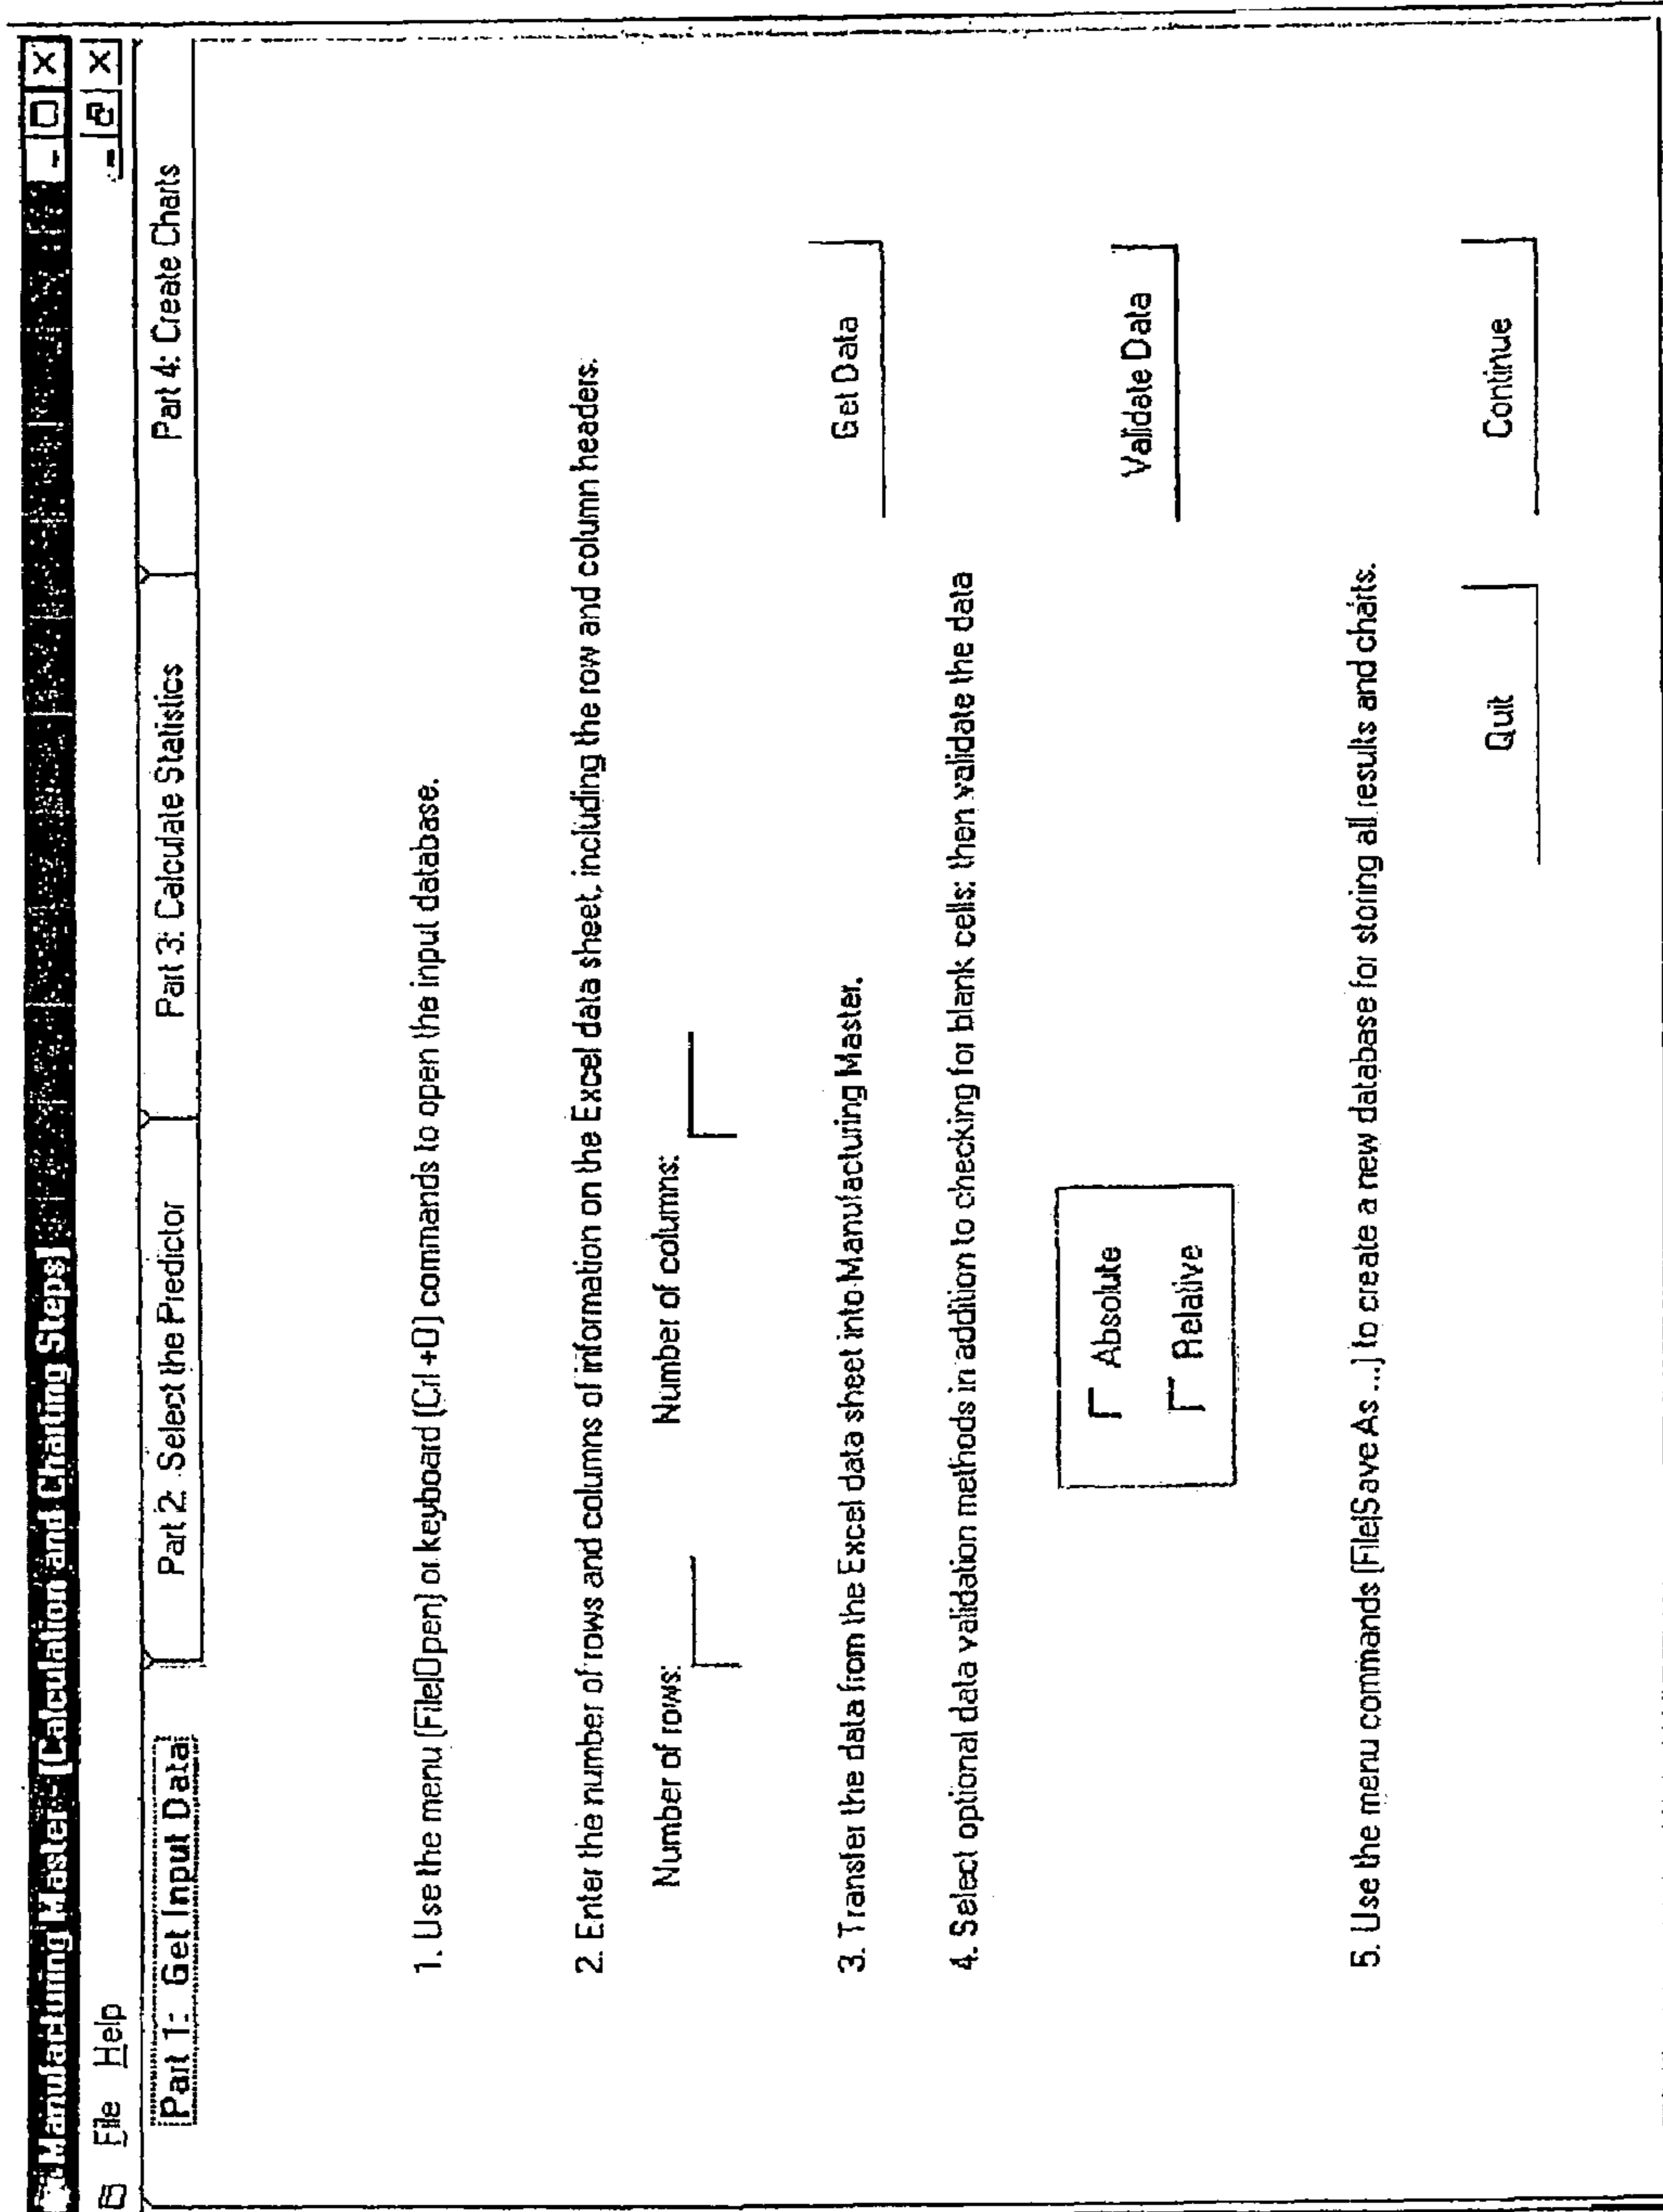 Manufacturing Master - [Calculation and Charting Steps]
File Help
Part 1: Get Input Data
Part 2: Select the Predictor
Part 3: Calculate Statistics
Part 4: Create Charts
1. Use the menu (File|Open) or keyboard (Crl +O) commands to open the input database.
2. Enter the number of rows and columns of information on the Excel data sheet, including the row and column headers.
Number of rows:
Number of columns:
3. Transfer the data from the Excel data sheet into Manufacturing Master.
Get Data
4. Select optional data validation methods in addition to checking for blank cells; then validate the data
Absolute
Relative
Validate Data
5. Use the menu commands (File|Save As ...) to create a new database for storing all results and charts.
Quit
Continue